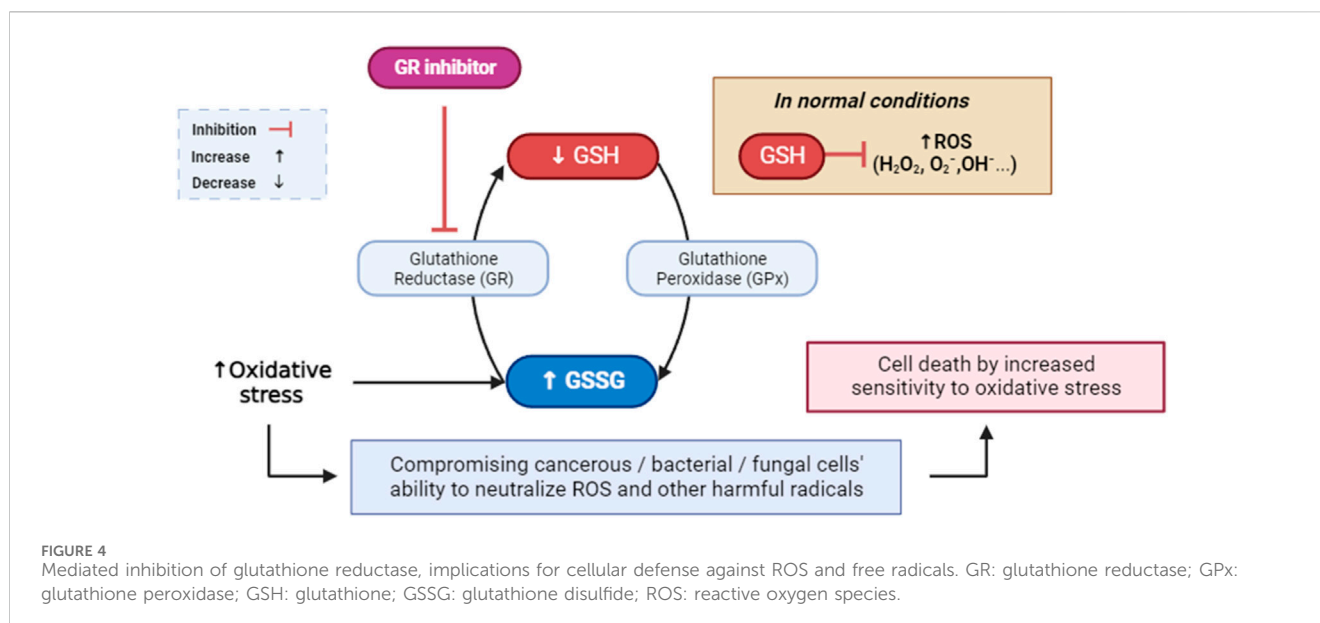 GR inhibitor
Inhibition
Increase ↑
Decrease ↓
↓ GSH
In normal conditions
GSH
↑ROS
(H₂O₂, O₂⁻,OH⁻...)
Glutathione
Reductase (GR)
Glutathione
Peroxidase (GPx)
↑Oxidative
stress
↑ GSSG
Cell death by increased
sensitivity to oxidative stress
Compromising cancerous / bacterial / fungal cells'
ability to neutralize ROS and other harmful radicals
FIGURE 4
Mediated inhibition of glutathione reductase, implications for cellular defense against ROS and free radicals. GR: glutathione reductase; GPx:
glutathione peroxidase; GSH: glutathione; GSSG: glutathione disulfide; ROS: reactive oxygen species.